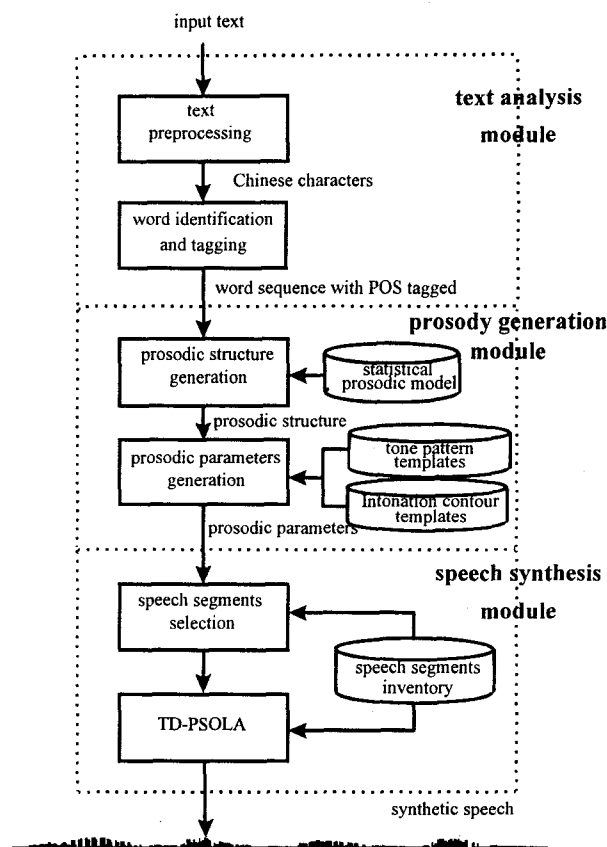 input text
text analysis
module
text
preprocessing
Chinese characters
word identification
and tagging
word sequence with POS tagged
prosody generation
module
prosodic structure
generation
statistical
prosodic model
prosodic structure
tone pattern
templates
prosodic parameters
generation
Intonation contour
templates
prosodic parameters
speech synthesis
module
speech segments
selection
speech segments
inventory
TD-PSOLA
synthetic speech